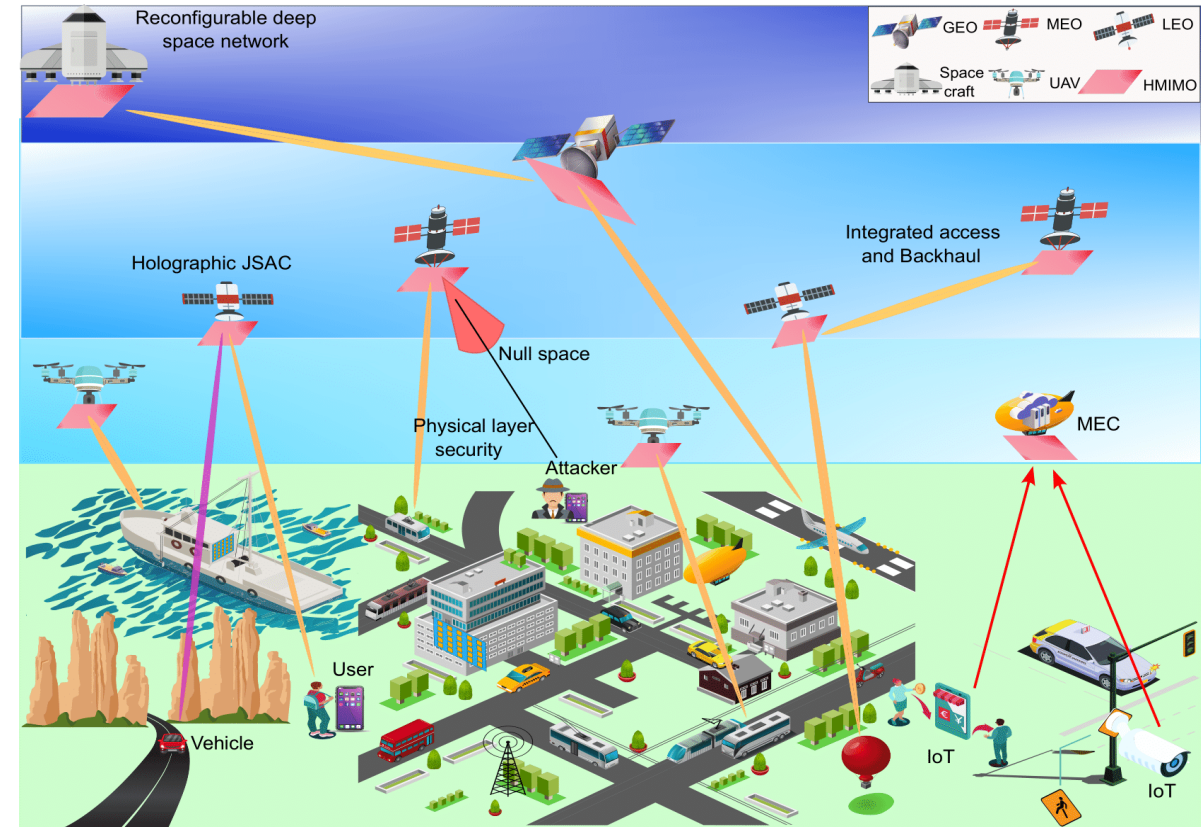 Reconfigurable deep
space network
GEO
MEO
LEO
Space
craft
UAV
HMIMO
Integrated access
and Backhaul
Holographic JSAC
Null space
Physical layer
security
Attacker
MEC
User
Vehicle
IoT
IoT